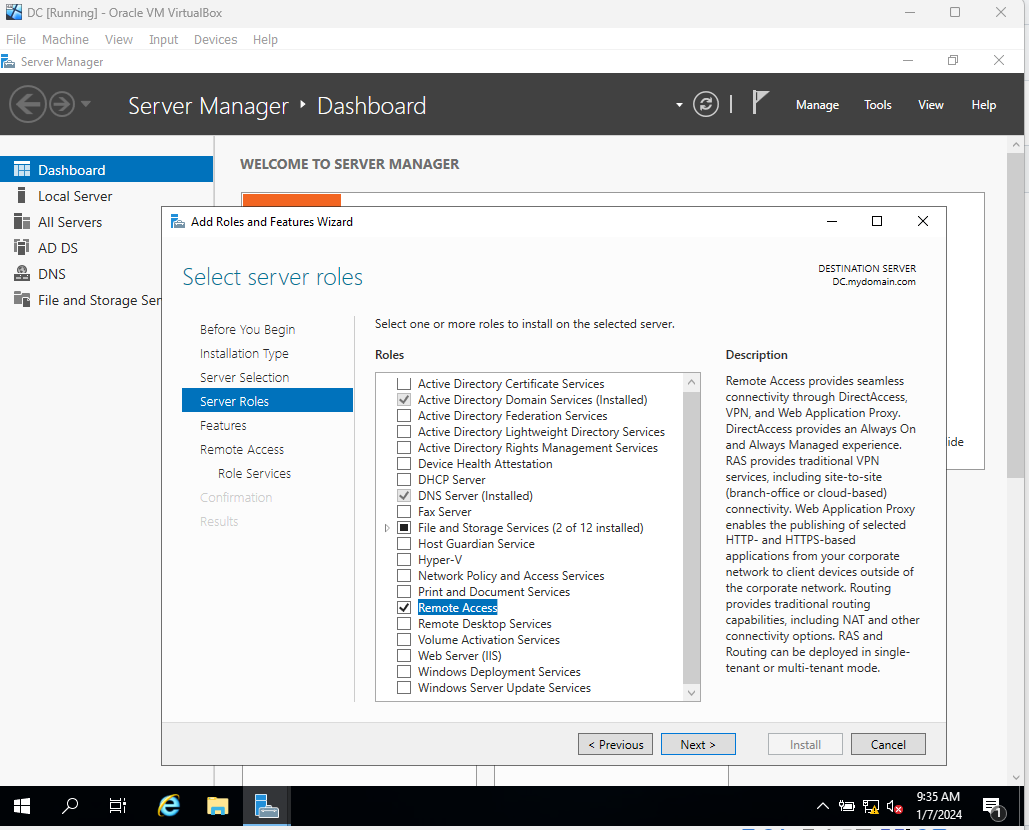 DC [Running] - Oracle VM VirtualBox
File Machine View Input Devices Help
Server Manager
Server Manager Dashboard
Manage Tools View Help
Dashboard
Local Server
All Servers
AD DS
DNS
File and Storage Ser
WELCOME TO SERVER MANAGER
Add Roles and Features Wizard
Select server roles
DESTINATION SERVER
DC.mydomain.com
Before You Begin
Installation Type
Server Selection
Server Roles
Features
Remote Access
Role Services
Confirmation
Results
Select one or more roles to install on the selected server.
Roles
Active Directory Certificate Services
Active Directory Domain Services (Installed)
Active Directory Federation Services
Active Directory Lightweight Directory Services
Active Directory Rights Management Services
Device Health Attestation
DHCP Server
DNS Server (Installed)
Fax Server
File and Storage Services (2 of 12 installed)
Host Guardian Service
Hyper-V
Network Policy and Access Services
Print and Document Services
Remote Access
Remote Desktop Services
Volume Activation Services
Web Server (IIS)
Windows Deployment Services
Windows Server Update Services
Description
Remote Access provides seamless
connectivity through DirectAccess,
VPN, and Web Application Proxy.
DirectAccess provides an Always On
and Always Managed experience.
RAS provides traditional VPN
services, including site-to-site
(branch-office or cloud-based)
connectivity. Web Application Proxy
enables the publishing of selected
HTTP- and HTTPS-based
applications from your corporate
network to client devices outside of
the corporate network. Routing
provides traditional routing
capabilities, including NAT and other
connectivity options. RAS and
Routing can be deployed in single-
tenant or multi-tenant mode.
ide
< Previous
Next >
Install
Cancel
9:35 AM
1/7/2024
1